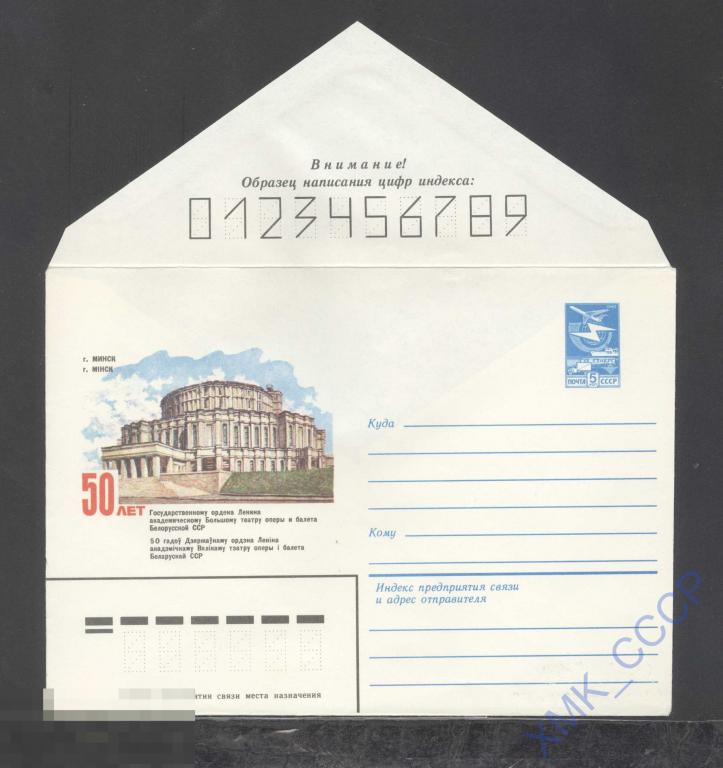 Внимание!
Образец написания цифр индекса:
0123456789
г. МИНСК
г. МІНСК
ПОЧТА 5 СССР
Куда
50 ЛЕТ
Государственному ордена Ленина
академическому Большому театру оперы и балета
Белорусской ССР
50 гадоў Дзяржаўнаму ордэна Леніна
акадэмічнаму Вялікаму тэатру оперы і балета
Беларускай ССР
Кому
Индекс предприятия связи
и адрес отправителя
связи места назначения
ХМК_СССР